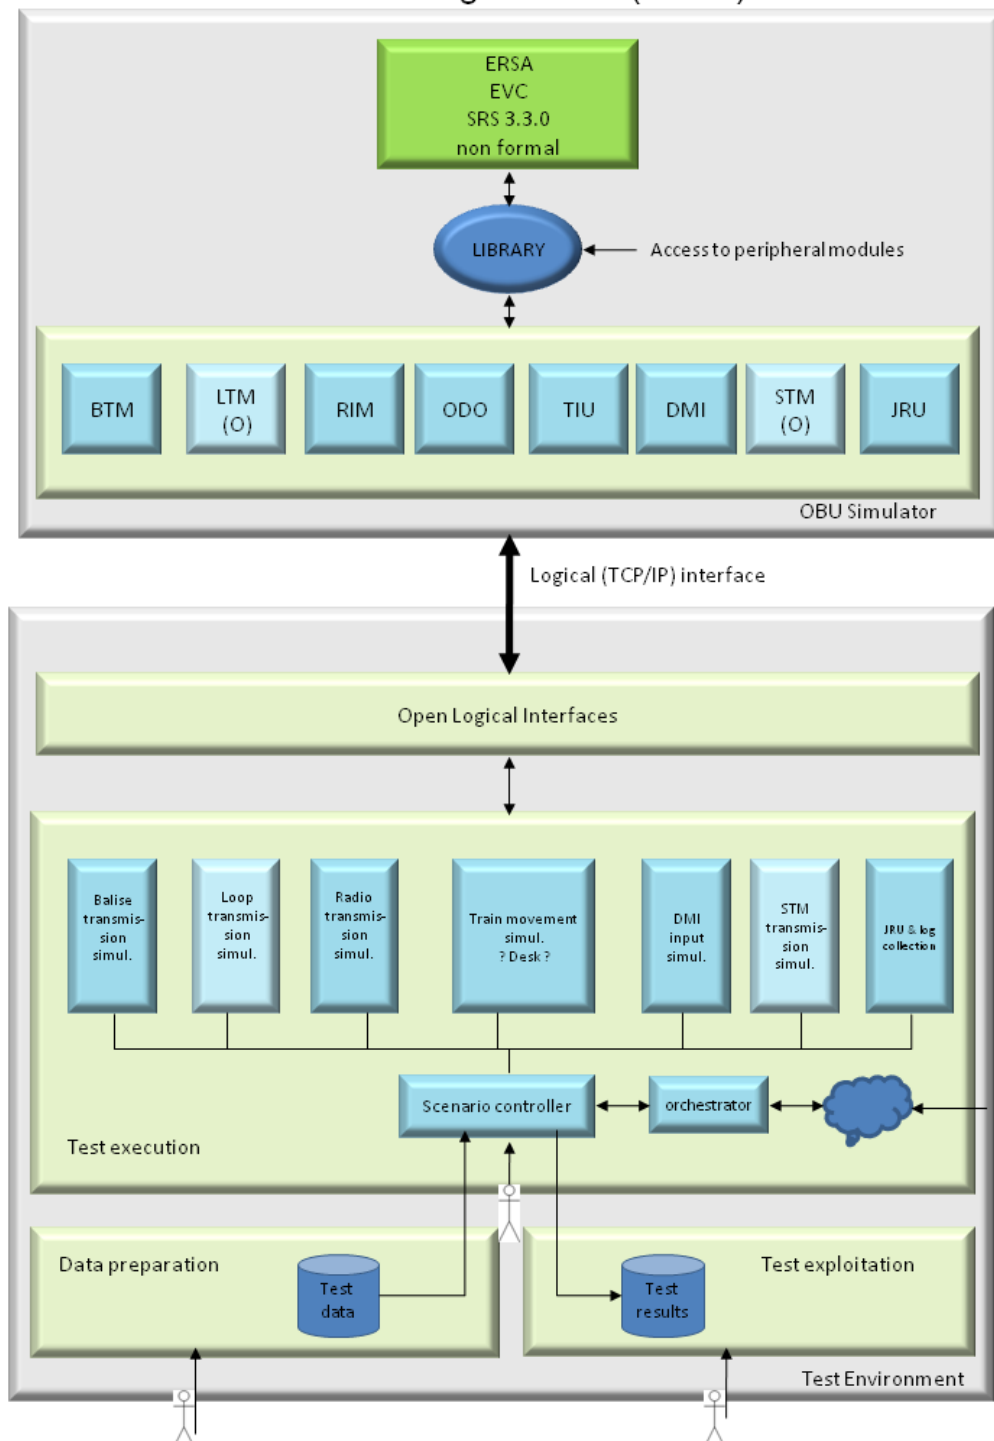 ERSA
EVC
SRS 3.3.0
non formal
LIBRARY
Access to peripheral modules
BTM
LTM
(O)
RIM
ODO
TIU
DMI
STM
(O)
JRU
OBU Simulator
Logical (TCP/IP) interface
Open Logical Interfaces
Balise
transmis-
sion
simul.
Loop
transmis-
sion
simul.
Radio
transmis-
sion
simul.
Train movement
simul.
? Desk ?
DMI
input
simul.
STM
transmis-
sion
simul.
JRU & log
collection
Scenario controller
orchestrator
Test execution
Data preparation
Test
data
Test
results
Test exploitation
Test Environment